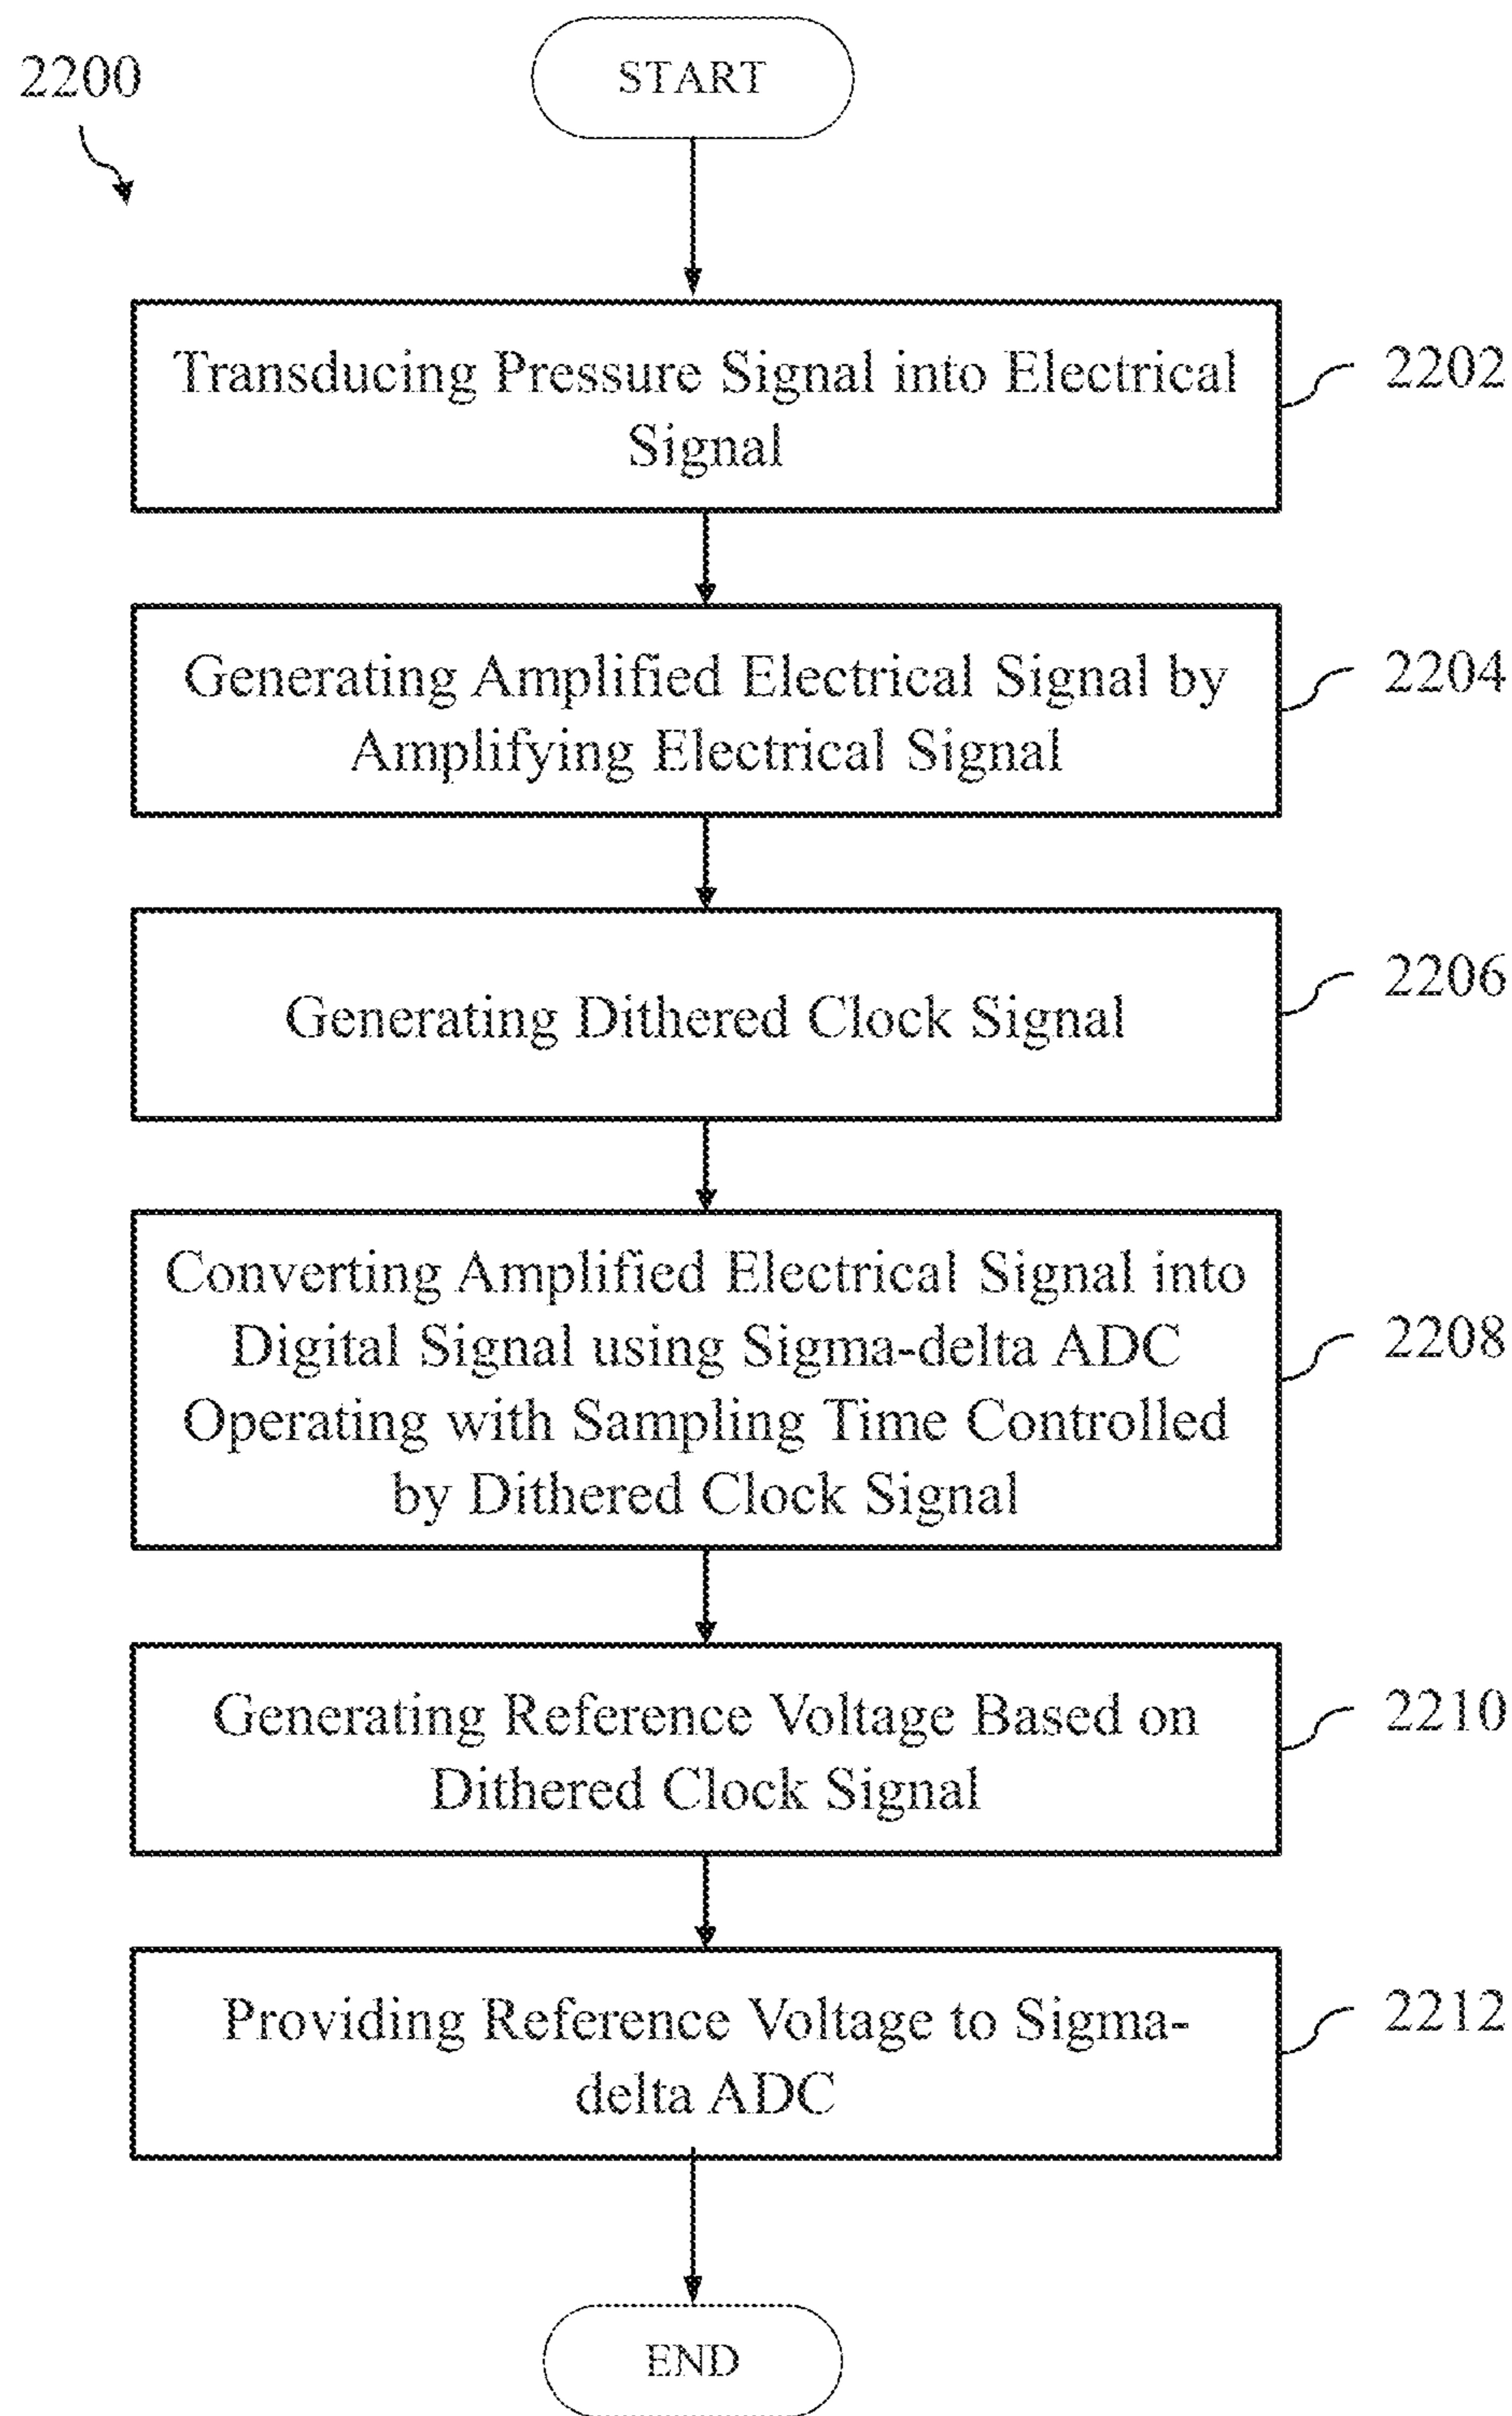 2200
START
Transducing Pressure Signal into Electrical
Signal
2202
Generating Amplified Electrical Signal by
Amplifying Electrical Signal
2204
Generating Dithered Clock Signal
2206
Converting Amplified Electrical Signal into
Digital Signal using Sigma-delta ADC
Operating with Sampling Time Controlled
by Dithered Clock Signal
2208
Generating Reference Voltage Based on
Dithered Clock Signal
2210
Providing Reference Voltage to Sigma-
delta ADC
2212
END